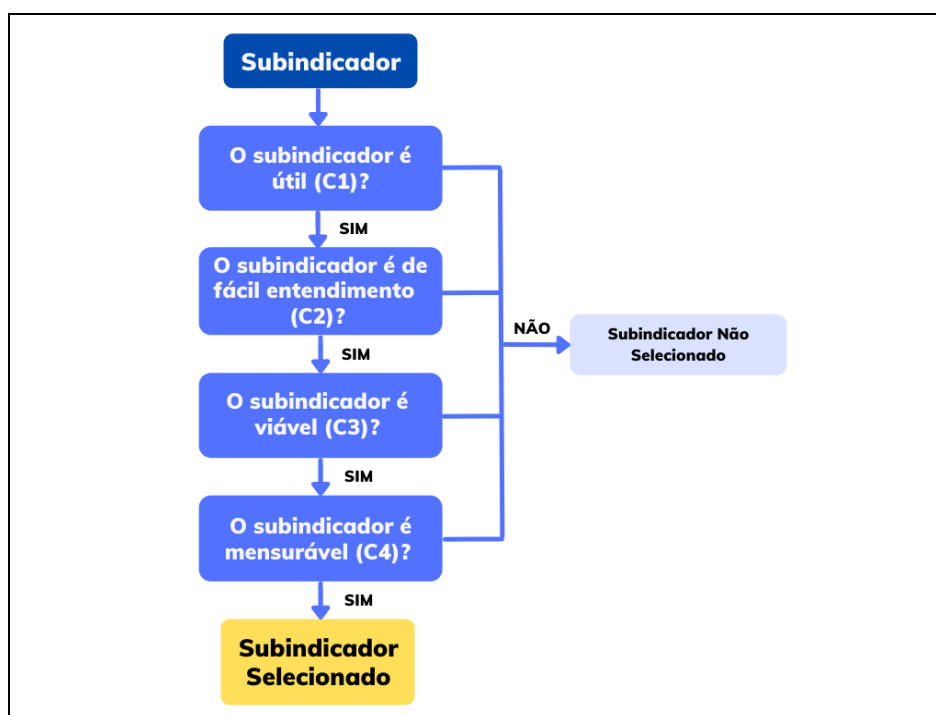 Subindicador
O subindicador é
útil (C1)?
SIM
O subindicador é de
fácil entendimento
(C2)?
NÃO
Subindicador Não
Selecionado
SIM
O subindicador é
viável (C3)?
SIM
O subindicador é
mensurável (C4)?
SIM
Subindicador
Selecionado